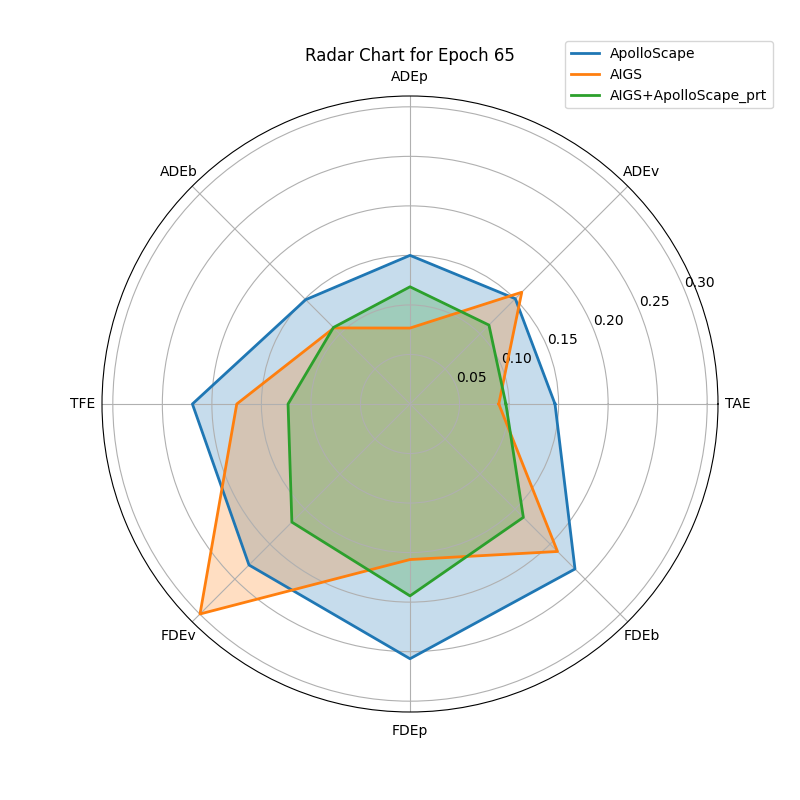 Radar Chart for Epoch 65
ApolloScape
AIGS
AIGS+ApolloScape_prt
ADEp
ADEb
ADEv
0.30
0.25
0.20
0.15
0.10
0.05
TFE
TAE
FDEv
FDEb
FDEp